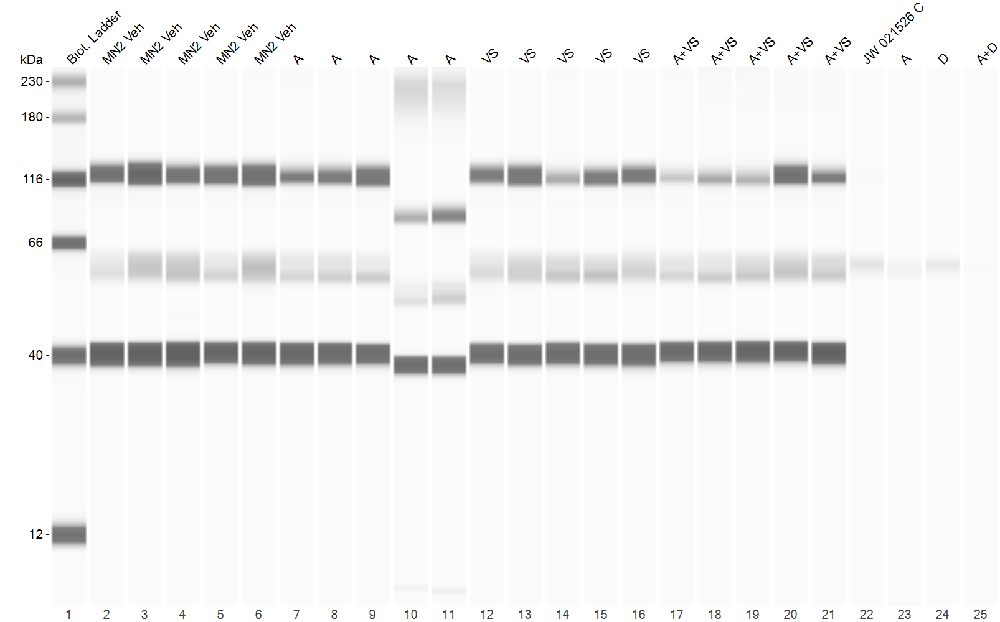 Biot. Ladder
MN2 Veh
MN2 Veh
MN2 Veh
MN2 Veh
MN2 Veh
A
A
A
A
A
VS
VS
VS
VS
VS
A+VS
A+VS
A+VS
A+VS
A+VS
JW 021526 C
A
D
A+D
kDa
230 -
180 -
116 -
66 -
40 -
12 -
1 2 3 4 5 6 7 8 9 10 11 12 13 14 15 16 17 18 19 20 21 22 23 24 25